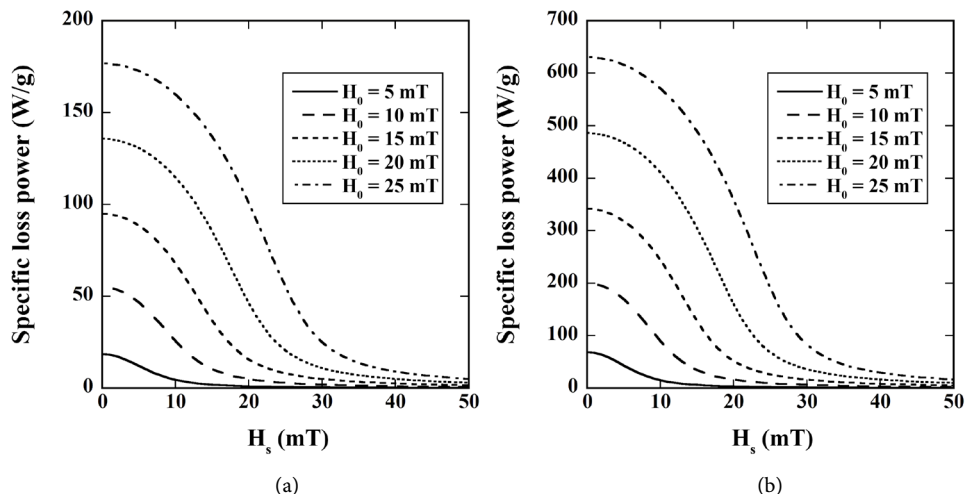 (a)
Specific loss power (W/g)
200
150
100
50
0
H₀ = 5 mT
H₀ = 10 mT
H₀ = 15 mT
H₀ = 20 mT
H₀ = 25 mT
0 10 20 30 40 50
Hₛ (mT)
(b)
Specific loss power (W/g)
700
600
500
400
300
200
100
0
H₀ = 5 mT
H₀ = 10 mT
H₀ = 15 mT
H₀ = 20 mT
H₀ = 25 mT
0 10 20 30 40 50
Hₛ (mT)